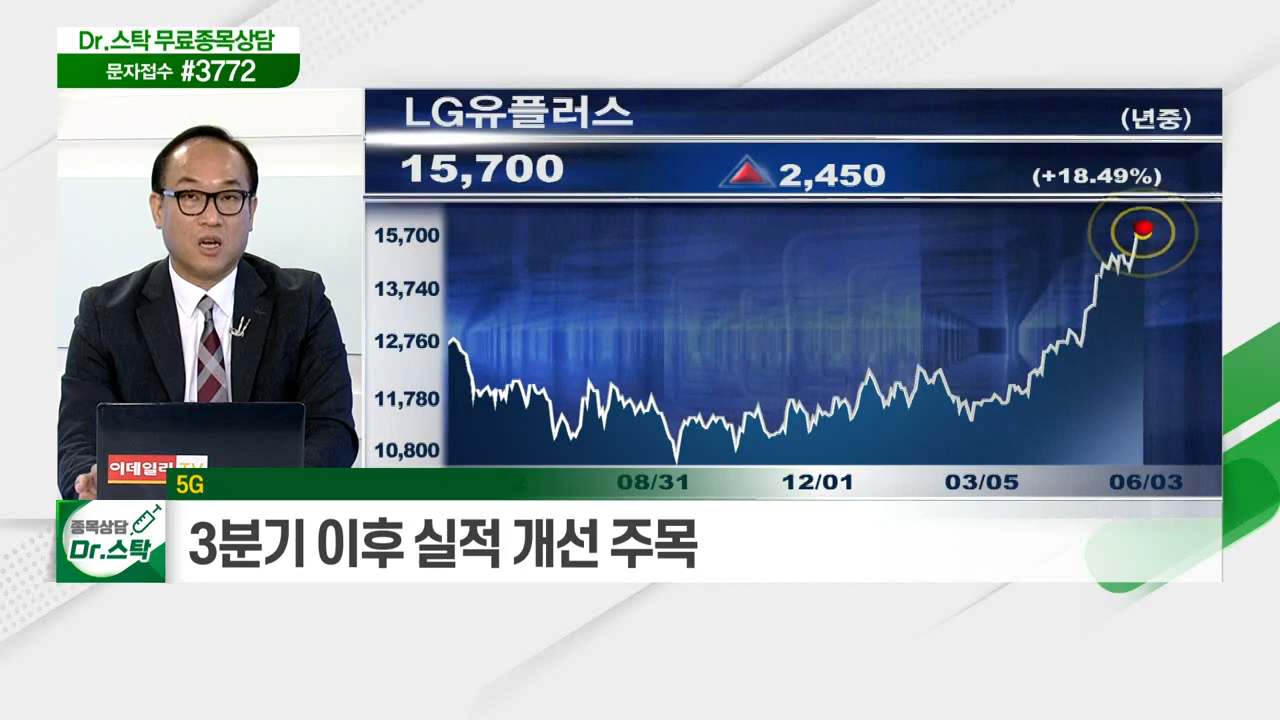 Dr.스탁 무료종목상담
문자접수 #3772
LG유플러스
(년중)
15,700
2,450
(+18.49%)
15,700
13,740
12,760
11,780
10,800
08/31
12/01
03/05
06/03
이데일리 TV
5G
종목상담
Dr.스탁
3분기 이후 실적 개선 주목